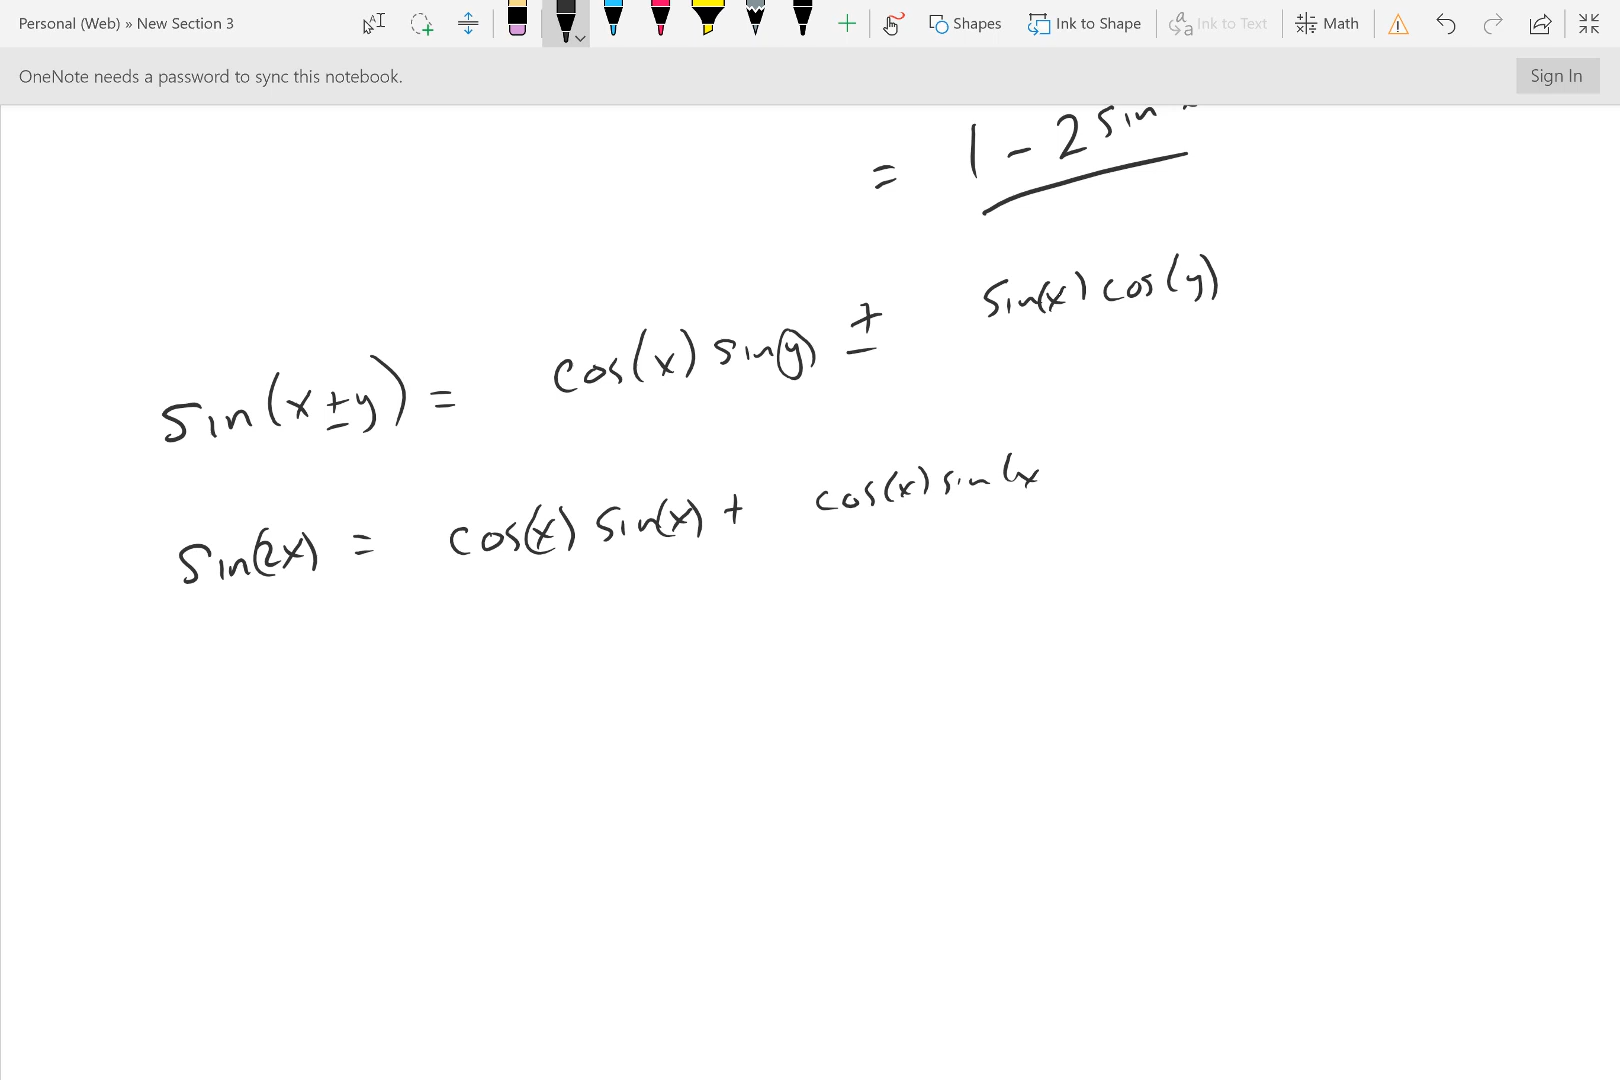 Personal (Web) » New Section 3
Shapes
Ink to Shape
Ink to Text
Math
OneNote needs a password to sync this notebook.
Sign In
= 1 - 2 sin
sin(x ± y) = cos(x) sin(y) ± sin(x) cos(y)
sin(2x) = cos(x) sin(x) + cos(x) sin(x